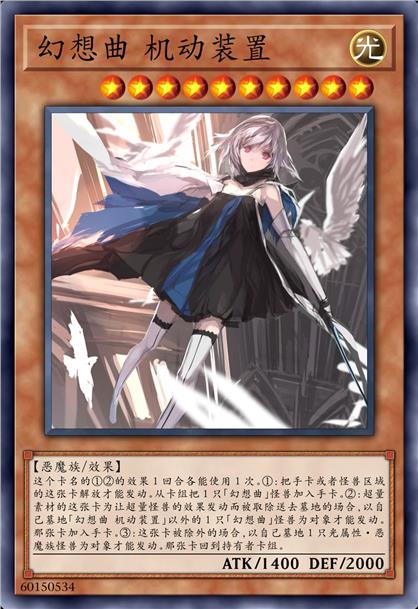 幻想曲 机动装置
光
【恶魔族/效果】
这个卡名的①②的效果1回合各能使用1次。①:把手卡或者怪兽区域
的这张卡解放才能发动。从卡组把1只「幻想曲」怪兽加入手卡。②:超量
素材的这张卡为让超量怪兽的效果发动而被取除送去墓地的场合,以自
己墓地「幻想曲 机动装置」以外的1只「幻想曲」怪兽为对象才能发动。
那张卡加入手卡。③:这张卡被除外的场合,以自己墓地1只光属性·恶
魔族怪兽为对象才能发动。那张卡回到持有者卡组。
ATK/1400 DEF/2000
60150534